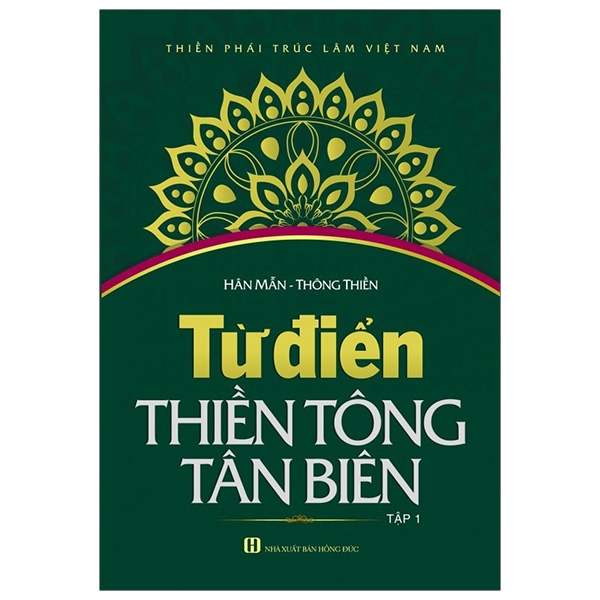 THIỀN PHÁI TRÚC LÂM VIỆT NAM
HÂN MẪN - THÔNG THIỀN
Từ điển
THIỀN TÔNG
TÂN BIÊN
TẬP 1
NHÀ XUẤT BẢN HỒNG ĐỨC